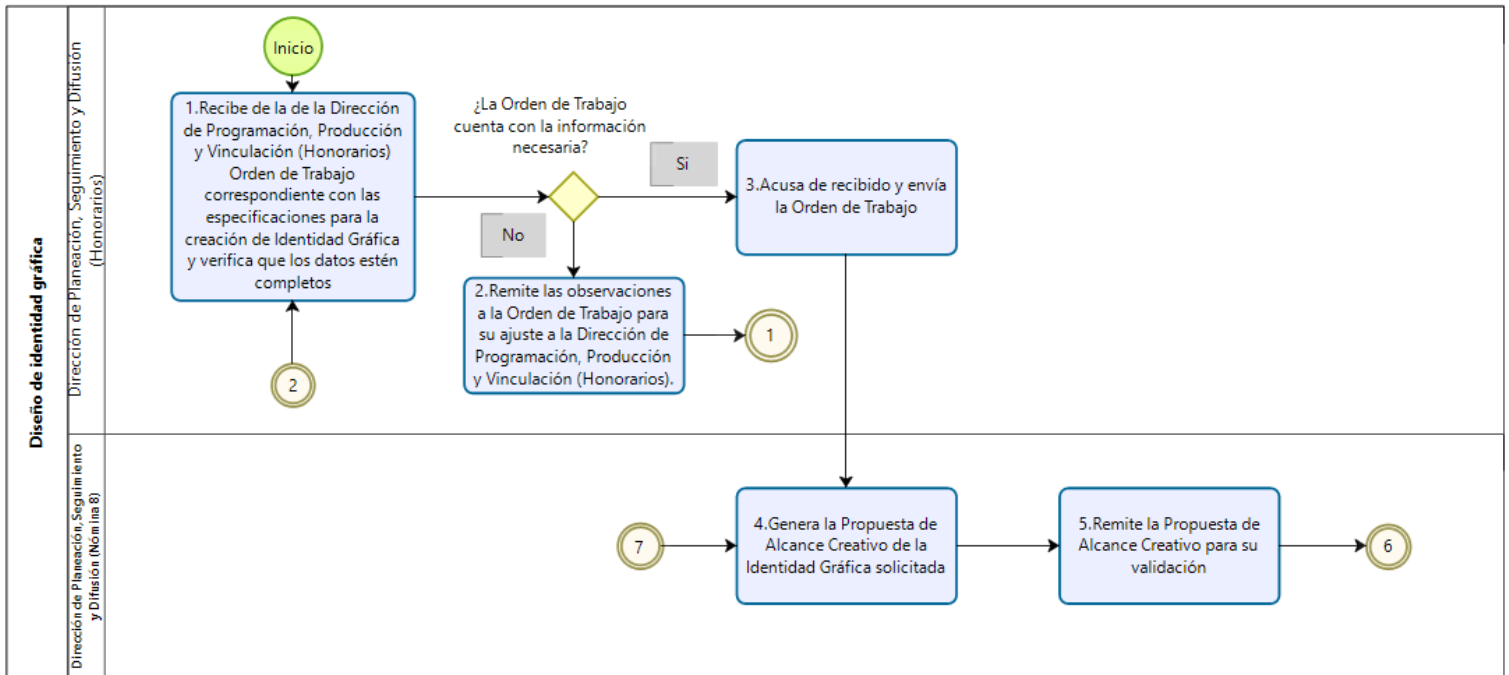 Diseño de identidad gráfica
Dirección de Planeación, Seguimiento y Difusión
(Honorarios)
Inicio
1.Recibe de la de la Dirección
de Programación, Producción
y Vinculación (Honorarios)
Orden de Trabajo
correspondiente con las
especificaciones para la
creación de Identidad Gráfica
y verifica que los datos estén
completos
2
¿La Orden de Trabajo
cuenta con la información
necesaria?
Si
No
2.Remite las observaciones
a la Orden de Trabajo para
su ajuste a la Dirección de
Programación, Producción
y Vinculación (Honorarios).
1
3.Acusa de recibido y envía
la Orden de Trabajo
Dirección de Planeación, Seguimiento
y Difusión (Nómina 8)
7
4.Genera la Propuesta de
Alcance Creativo de la
Identidad Gráfica solicitada
5.Remite la Propuesta de
Alcance Creativo para su
validación
6